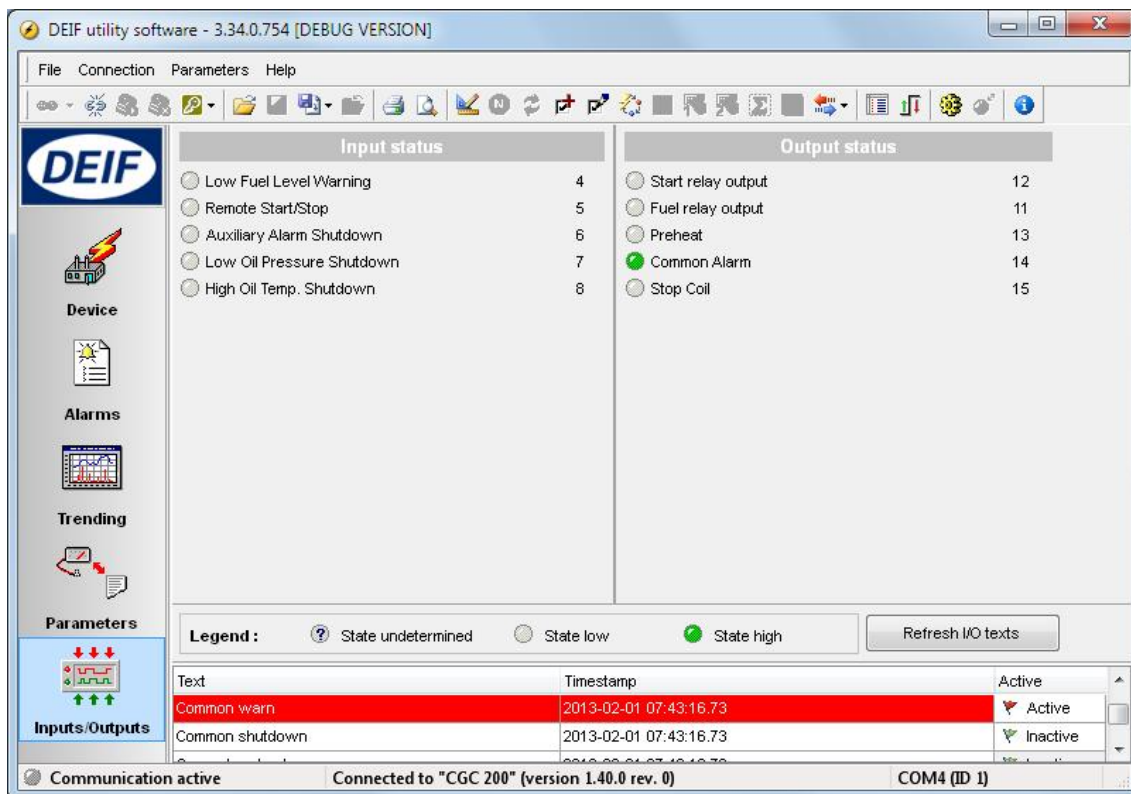 DEIF utility software - 3.34.0.754 [DEBUG VERSION]
File Connection Parameters Help
DEIF
Device
Alarms
Trending
Parameters
Inputs/Outputs
Input status
Low Fuel Level Warning 4
Remote Start/Stop 5
Auxiliary Alarm Shutdown 6
Low Oil Pressure Shutdown 7
High Oil Temp. Shutdown 8
Output status
Start relay output 12
Fuel relay output 11
Preheat 13
Common Alarm 14
Stop Coil 15
Legend : ? State undetermined State low State high Refresh I/O texts
Text Timestamp Active
Common warn 2013-02-01 07:43:16.73 Active
Common shutdown 2013-02-01 07:43:16.73 Inactive
Communication active Connected to "CGC 200" (version 1.40.0 rev. 0) COM4 (ID 1)